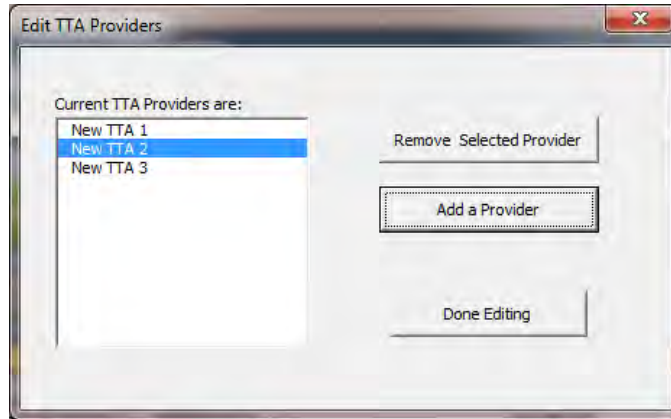 Edit TTA Providers
Current TTA Providers are:
New TTA 1
New TTA 2
New TTA 3
Remove  Selected Provider
Add a Provider
Done Editing